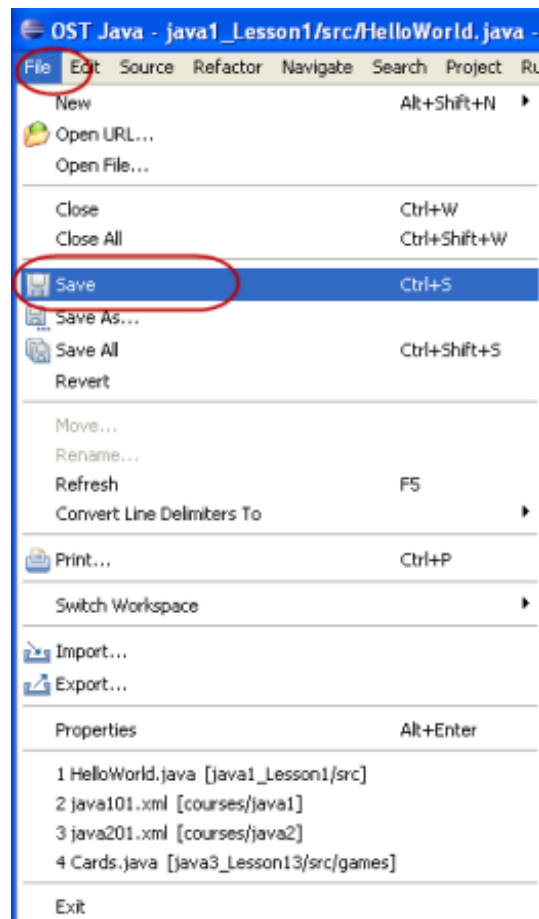 OST Java - java1_Lesson1/src/HelloWorld.java -
File Edit Source Refactor Navigate Search Project Ru
New Alt+Shift+N
Open URL...
Open File...
Close Ctrl+W
Close All Ctrl+Shift+W
Save Ctrl+S
Save As...
Save All Ctrl+Shift+S
Revert
Move...
Rename...
Refresh F5
Convert Line Delimiters To
Print... Ctrl+P
Switch Workspace
Import...
Export...
Properties Alt+Enter
1 HelloWorld.java [java1_Lesson1/src]
2 java101.xml [courses/java1]
3 java201.xml [courses/java2]
4 Cards.java [java3_Lesson13/src/games]
Exit